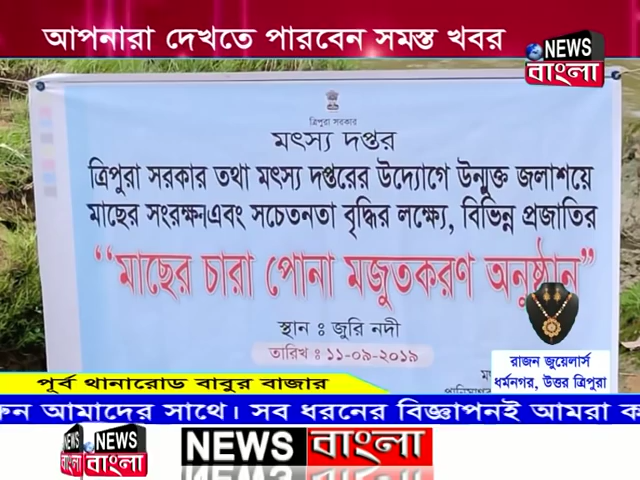 আপনারা দেখতে পারবেন সমস্ত খবর
NEWS
বাংলা
ত্রিপুরা সরকার
মৎস্য দপ্তর
ত্রিপুরা সরকার তথা মৎস্য দপ্তরের উদ্যোগে উন্মুক্ত জলাশয়ে
মাছের সংরক্ষণএবং সচেতনতা বৃদ্ধির লক্ষ্যে, বিভিন্ন প্রজাতির
“মাছের চারা পোনা মজুতকরণ অনুষ্ঠান”
স্থান : জুরি নদী
তারিখ : ১১-০৯-২০১৯
রাজন জুয়েলার্স
ধর্মনগর, উত্তর ত্রিপুরা
পূর্ব থানারোড বাবুর বাজার
আমাদের সাথে। সব ধরনের বিজ্ঞাপনই আমরা
NEWS
বাংলা
NEWS
বাংলা
NEWS বাংলা